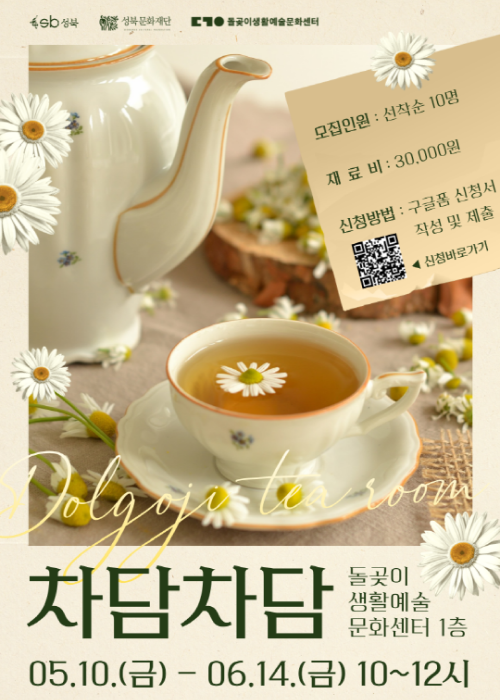 sb성북
성북문화재단
돌곶이생활예술문화센터
모집인원 : 선착순 10명
재 료 비 : 30,000원
신청방법 : 구글폼 신청서
작성 및 제출
◀ 신청바로가기
Dolgoji tea room
차담차담
돌곶이
생활예술
문화센터 1층
05.10.(금) – 06.14.(금) 10~12시